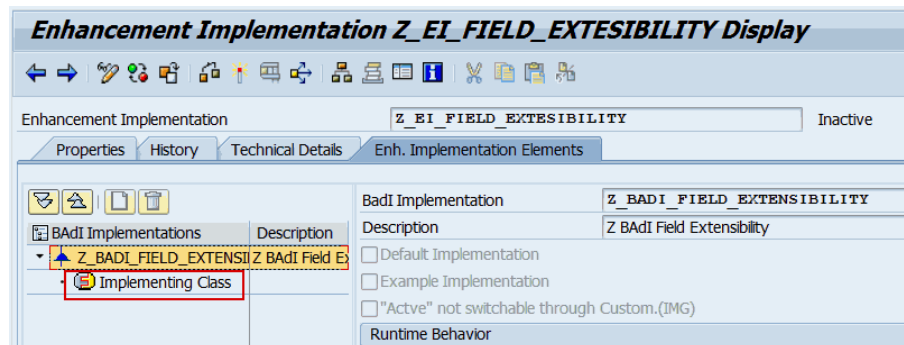 Enhancement Implementation Z_EI_FIELD_EXTESIBILITY Display
Enhancement Implementation Z_EI_FIELD_EXTESIBILITY Inactive
Properties History Technical Details Enh. Implementation Elements
BadI Implementation Z_BADI_FIELD_EXTENSIBILITY
BAdI Implementations Description
Description Z BAdI Field Extensibility
Z_BADI_FIELD_EXTENSI Z BAdI Field Ex
Default Implementation
Implementing Class
Example Implementation
"Actve" not switchable through Custom.(IMG)
Runtime Behavior